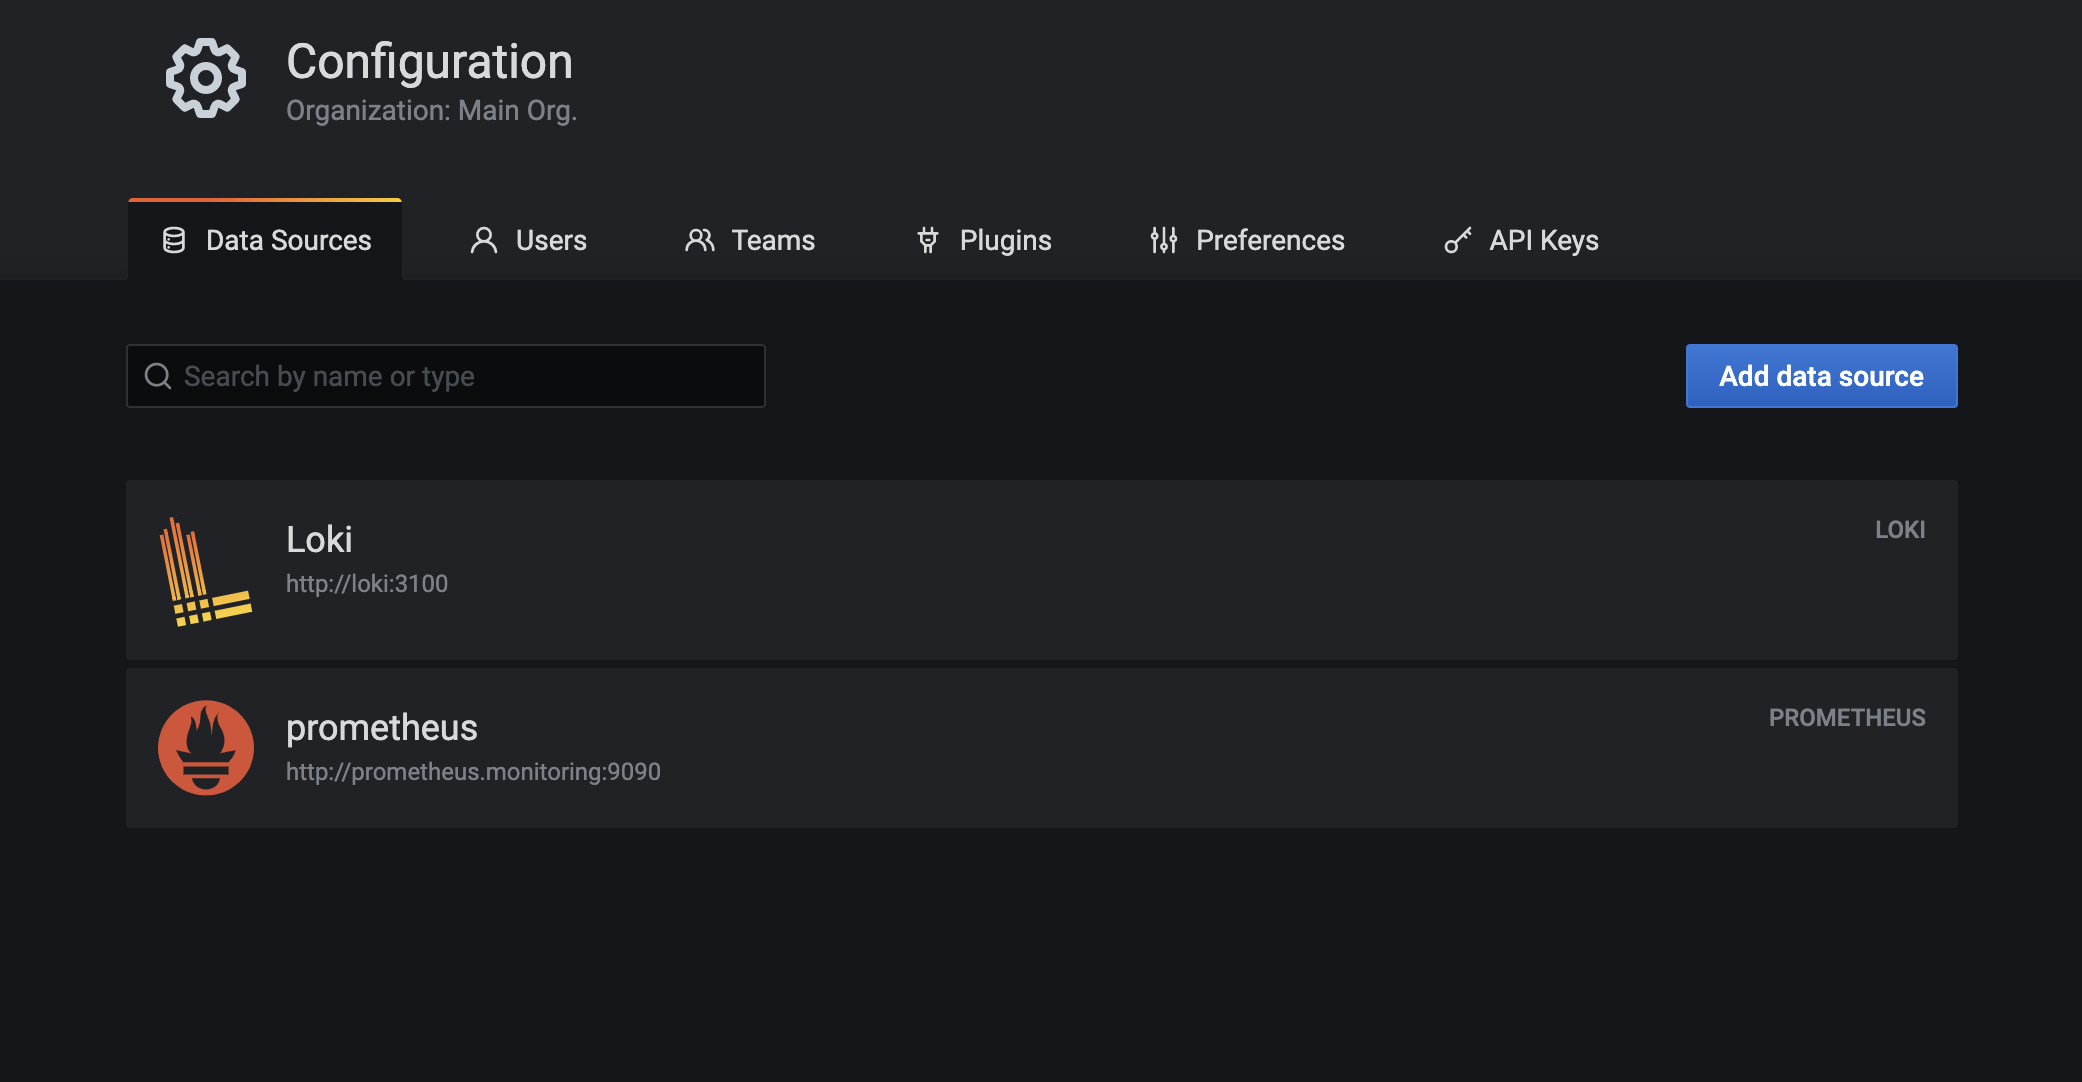 Configuration
Organization: Main Org.
Data Sources
Users
Teams
Plugins
Preferences
API Keys
Search by name or type
Add data source
Loki
LOKI
http://loki:3100
prometheus
PROMETHEUS
http://prometheus.monitoring:9090